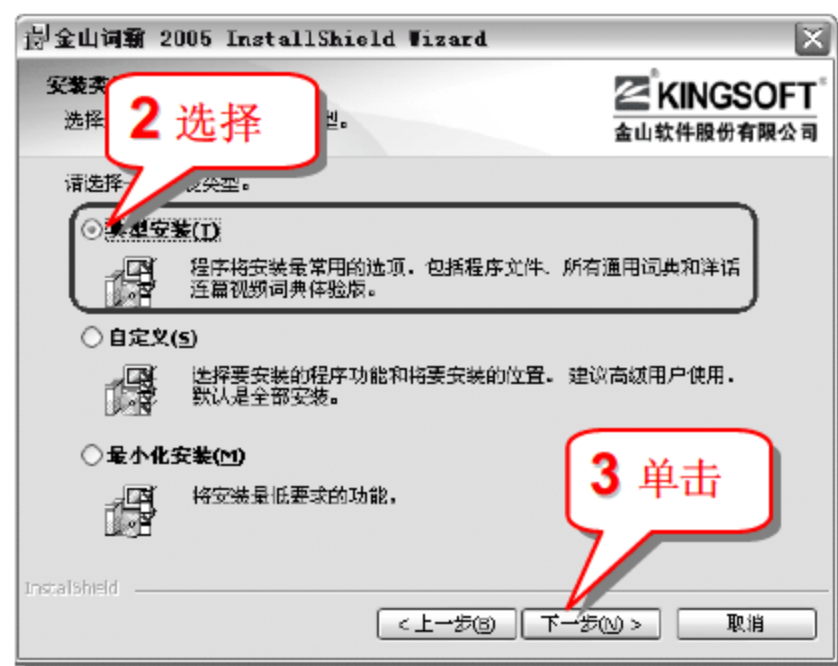 金山词霸 2005 InstallShield Wizard
安装类
2 选择
选择
型。
KINGSOFT
金山软件股份有限公司
请选择一
装类型。
典型安装(T)
程序将安装最常用的选项,包括程序文件、所有通用词典和洋话
连篇视频词典体验版。
自定义(S)
选择要安装的程序功能和将要安装的位置。建议高级用户使用,
默认是全部安装。
最小化安装(M)
将安装最低要求的功能,
3 单击
InstallShield
<上一步(B)
下一步(N) >
取消